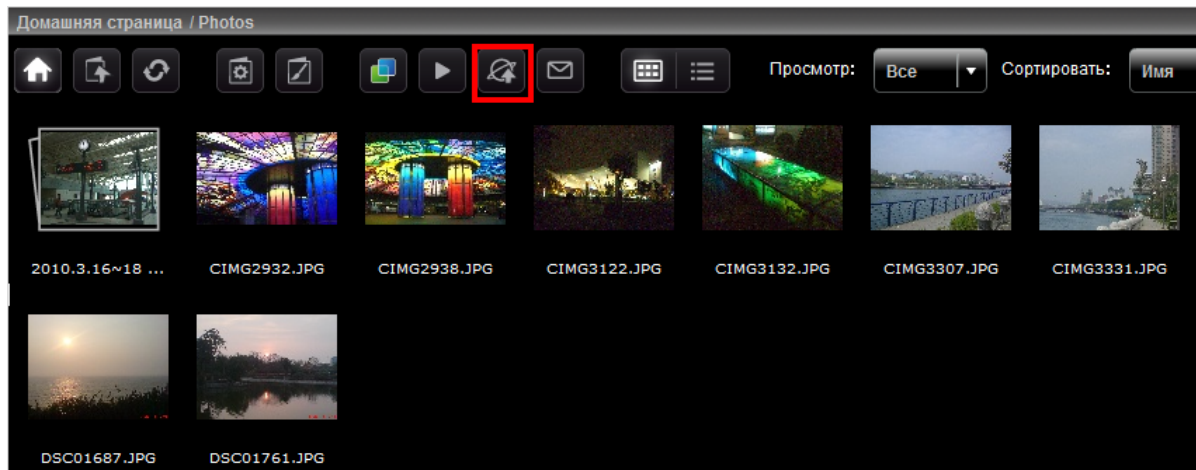 Домашняя страница / Photos
Просмотр: Все Сортировать: Имя
2010.3.16~18 ... CIMG2932.JPG CIMG2938.JPG CIMG3122.JPG CIMG3132.JPG CIMG3307.JPG CIMG3331.JPG
DSC01687.JPG DSC01761.JPG